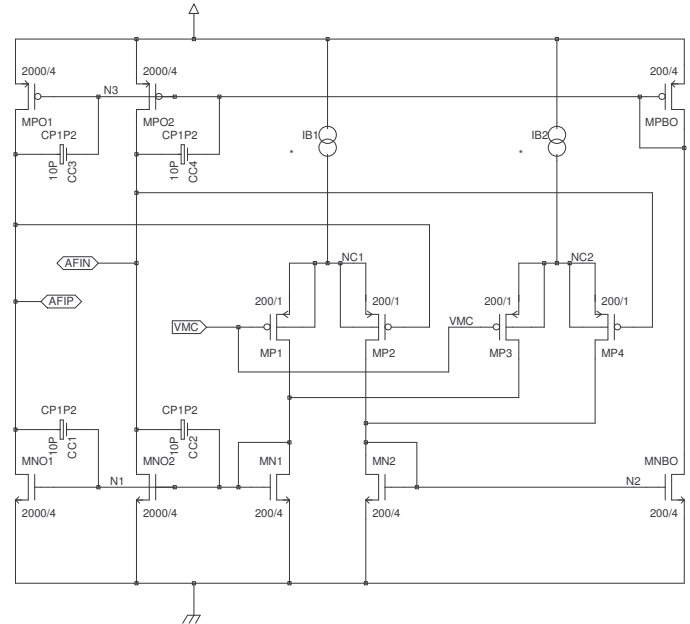 2000/4
2000/4
200/4
N3
MPO1
MPO2
MPBO
CP1P2
CP1P2
10P
CC3
10P
CC4
IB1
*
IB2
*
AFIN
NC1
NC2
AFIP
200/1
200/1
200/1
200/1
VMC
VMC
MP1
MP2
MP3
MP4
CP1P2
CP1P2
10P
CC1
10P
CC2
MNO1
MNO2
MN1
MN2
MNBO
N1
N2
2000/4
2000/4
200/4
200/4
200/4